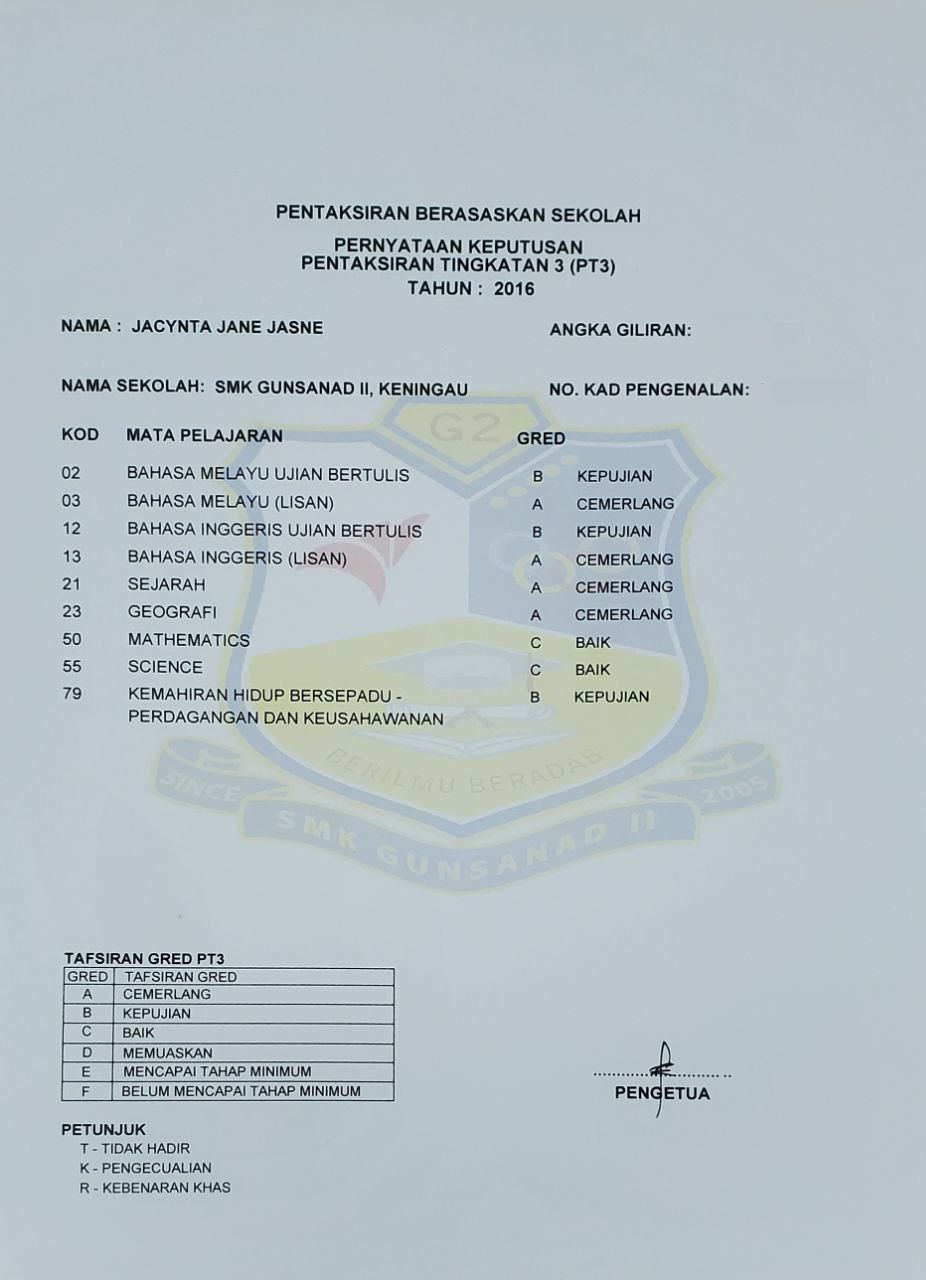 PENTAKSIRAN BERASASKAN SEKOLAH
PERNYATAAN KEPUTUSAN
PENTAKSIRAN TINGKATAN 3 (PT3)
TAHUN : 2016
NAMA : JACYNTA JANE JASNE ANGKA GILIRAN:
NAMA SEKOLAH: SMK GUNSANAD II, KENINGAU NO. KAD PENGENALAN:
G2
KOD MATA PELAJARAN GRED
02 BAHASA MELAYU UJIAN BERTULIS B KEPUJIAN
03 BAHASA MELAYU (LISAN) A CEMERLANG
12 BAHASA INGGERIS UJIAN BERTULIS B KEPUJIAN
13 BAHASA INGGERIS (LISAN) A CEMERLANG
21 SEJARAH A CEMERLANG
23 GEOGRAFI A CEMERLANG
50 MATHEMATICS C BAIK
55 SCIENCE C BAIK
79 KEMAHIRAN HIDUP BERSEPADU - B KEPUJIAN
PERDAGANGAN DAN KEUSAHAWANAN
BERILMU BERADAB
SINCE 2005
SMK GUNSANAD II
TAFSIRAN GRED PT3
GRED TAFSIRAN GRED
A CEMERLANG
B KEPUJIAN
C BAIK
D MEMUASKAN
E MENCAPAI TAHAP MINIMUM
F BELUM MENCAPAI TAHAP MINIMUM
PENGETUA
PETUNJUK
T - TIDAK HADIR
K - PENGECUALIAN
R - KEBENARAN KHAS